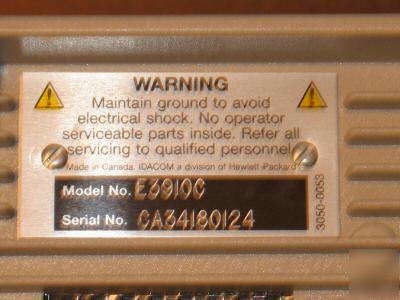 WARNING
Maintain ground to avoid
electrical shock. No operator
serviceable parts inside. Refer all
servicing to qualified personnel.
Made in Canada. IDACOM a division of Hewlett-Packard
Model No. E3910C
Serial No. CA34180124
3050-0053